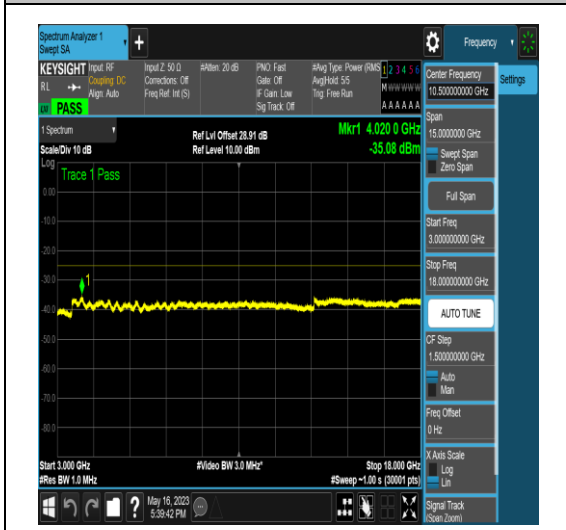 Spectrum Analyzer 1
Swept SA
Frequency
KEYSIGHT
Input: RF
Coupling: DC
Align: Auto
Input Z: 50 Ω
Corrections: Off
Freq Ref: Int (S)
#Atten: 20 dB
PNO: Fast
Gate: Off
IF Gain: Low
Sig Track: Off
#Avg Type: Power (RMS
Avg|Hold: 5/5
Trig: Free Run
1 2 3 4 5 6
M W W W W W
A A A A A A
RL
PASS
1 Spectrum
Scale/Div 10 dB
Ref Lvl Offset 28.91 dB
Ref Level 10.00 dBm
Mkr1 4.020 0 GHz
-35.08 dBm
Log
Trace 1 Pass
0.00
-10.0
-20.0
-30.0
-40.0
-50.0
-60.0
-70.0
-80.0
1
Start 3.000 GHz
#Res BW 1.0 MHz
#Video BW 3.0 MHz*
Stop 18.000 GHz
#Sweep ~1.00 s (30001 pts)
May 16, 2023
5:39:42 PM
Center Frequency
10.500000000 GHz
Settings
Span
15.0000000 GHz
Swept Span
Zero Span
Full Span
Start Freq
3.000000000 GHz
Stop Freq
18.000000000 GHz
AUTO TUNE
CF Step
1.500000000 GHz
Auto
Man
Freq Offset
0 Hz
X Axis Scale
Log
Lin
Signal Track
(Span Zoom)